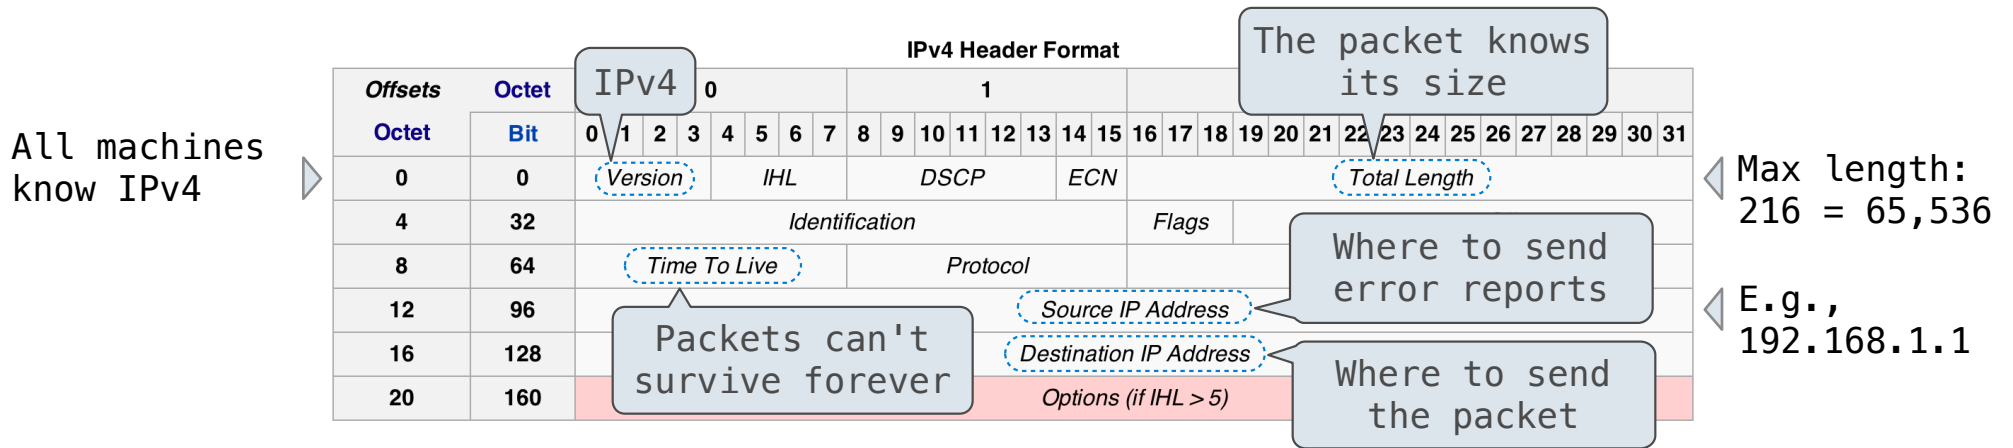 IPv4 Header Format
The packet knows
its size
Offsets Octet IPv4 0 1
Octet Bit 0 1 2 3 4 5 6 7 8 9 10 11 12 13 14 15 16 17 18 19 20 21 22 23 24 25 26 27 28 29 30 31
All machines
know IPv4
0 0 Version IHL DSCP ECN Total Length
Max length:
216 = 65,536
4 32 Identification Flags
Where to send
error reports
8 64 Time To Live Protocol
12 96 Source IP Address
E.g.,
192.168.1.1
Packets can't
survive forever
16 128 Destination IP Address
Where to send
the packet
20 160 Options (if IHL > 5)